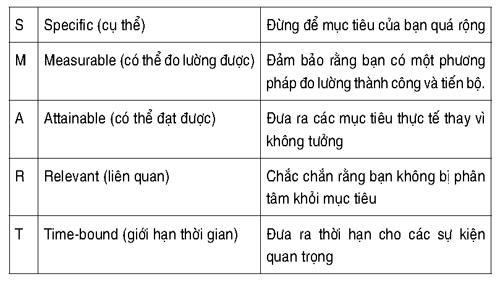 S Specific (cụ thể) Đừng để mục tiêu của bạn quá rộng
M Measurable (có thể đo lường được) Đảm bảo rằng bạn có một phương
pháp đo lường thành công và tiến bộ.
A Attainable (có thể đạt được) Đưa ra các mục tiêu thực tế thay vì
không tưởng
R Relevant (liên quan) Chắc chắn rằng bạn không bị phân
tâm khỏi mục tiêu
T Time-bound (giới hạn thời gian) Đưa ra thời hạn cho các sự kiện
quan trọng